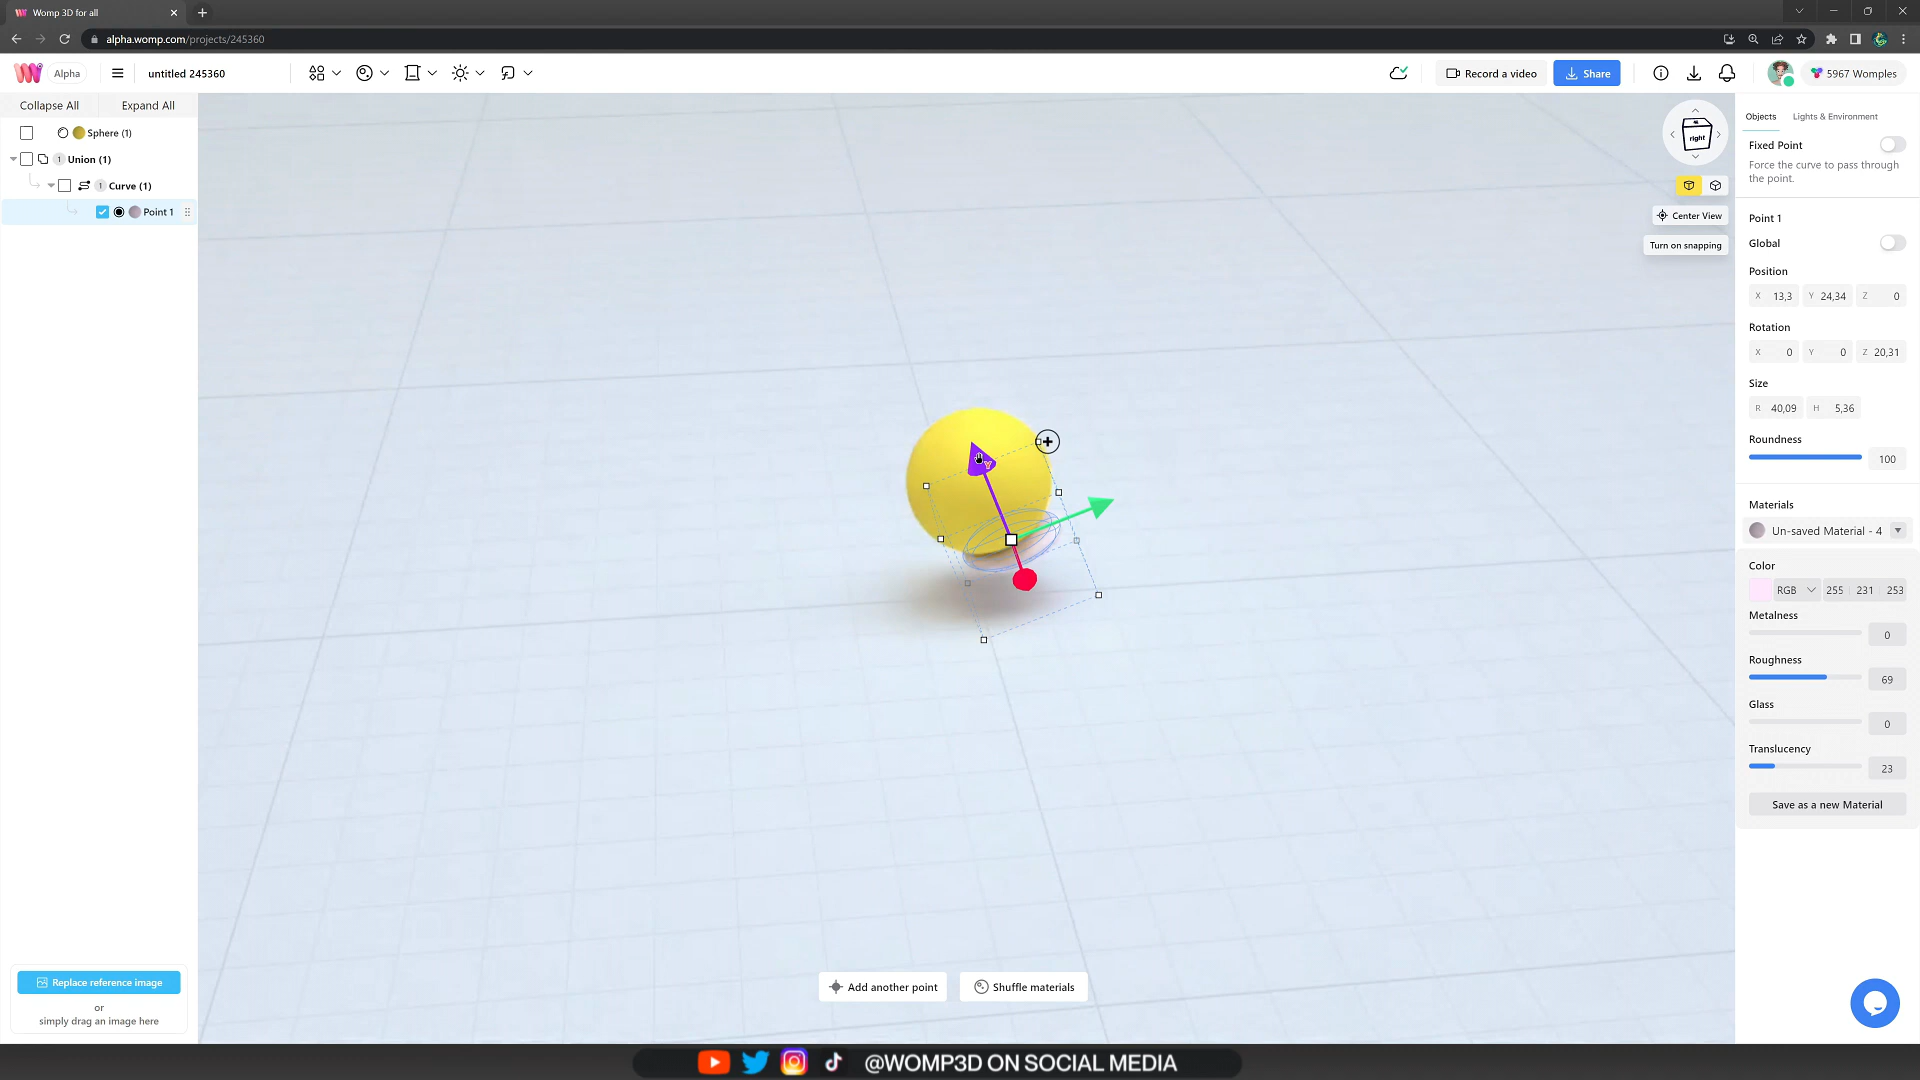 Womp 3D for all
alpha.womp.com/projects/245360
Alpha
untitled 245360
Record a video
Share
5967 Womples
Collapse All
Expand All
Sphere (1)
1 Union (1)
1 Curve (1)
Point 1
right
Center View
Turn on snapping
Y
Objects
Lights & Environment
Fixed Point
Force the curve to pass through
the point.
Point 1
Global
Position
X 13,3 Y 24,34 Z 0
Rotation
X 0 Y 0 Z 20,31
Size
R 40,09 H 5,36
Roundness
100
Materials
Un-saved Material - 4
Color
RGB 255 231 253
Metalness
0
Roughness
69
Glass
0
Translucency
23
Save as a new Material
Add another point
Shuffle materials
Replace reference image
or
simply drag an image here
@WOMP3D ON SOCIAL MEDIA